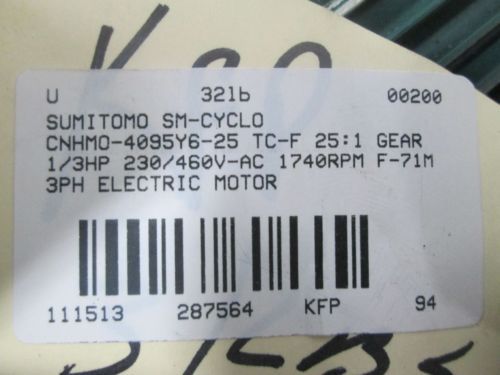 U 32lb 00200
SUMITOMO SM-CYCLO
CNHMO-4095Y6-25 TC-F 25:1 GEAR
1/3HP 230/460V-AC 1740RPM F-71M
3PH ELECTRIC MOTOR
111513 287564 KFP 94